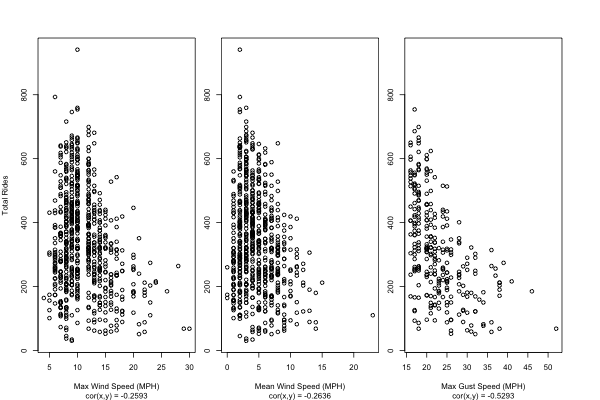 Total Rides
0 200 400 600 800
5 10 15 20 25 30
Max Wind Speed (MPH)
cor(x,y) = -0.2593
0 200 400 600 800
0 5 10 15 20
Mean Wind Speed (MPH)
cor(x,y) = -0.2636
0 200 400 600 800
15 20 25 30 35 40 45 50
Max Gust Speed (MPH)
cor(x,y) = -0.5293